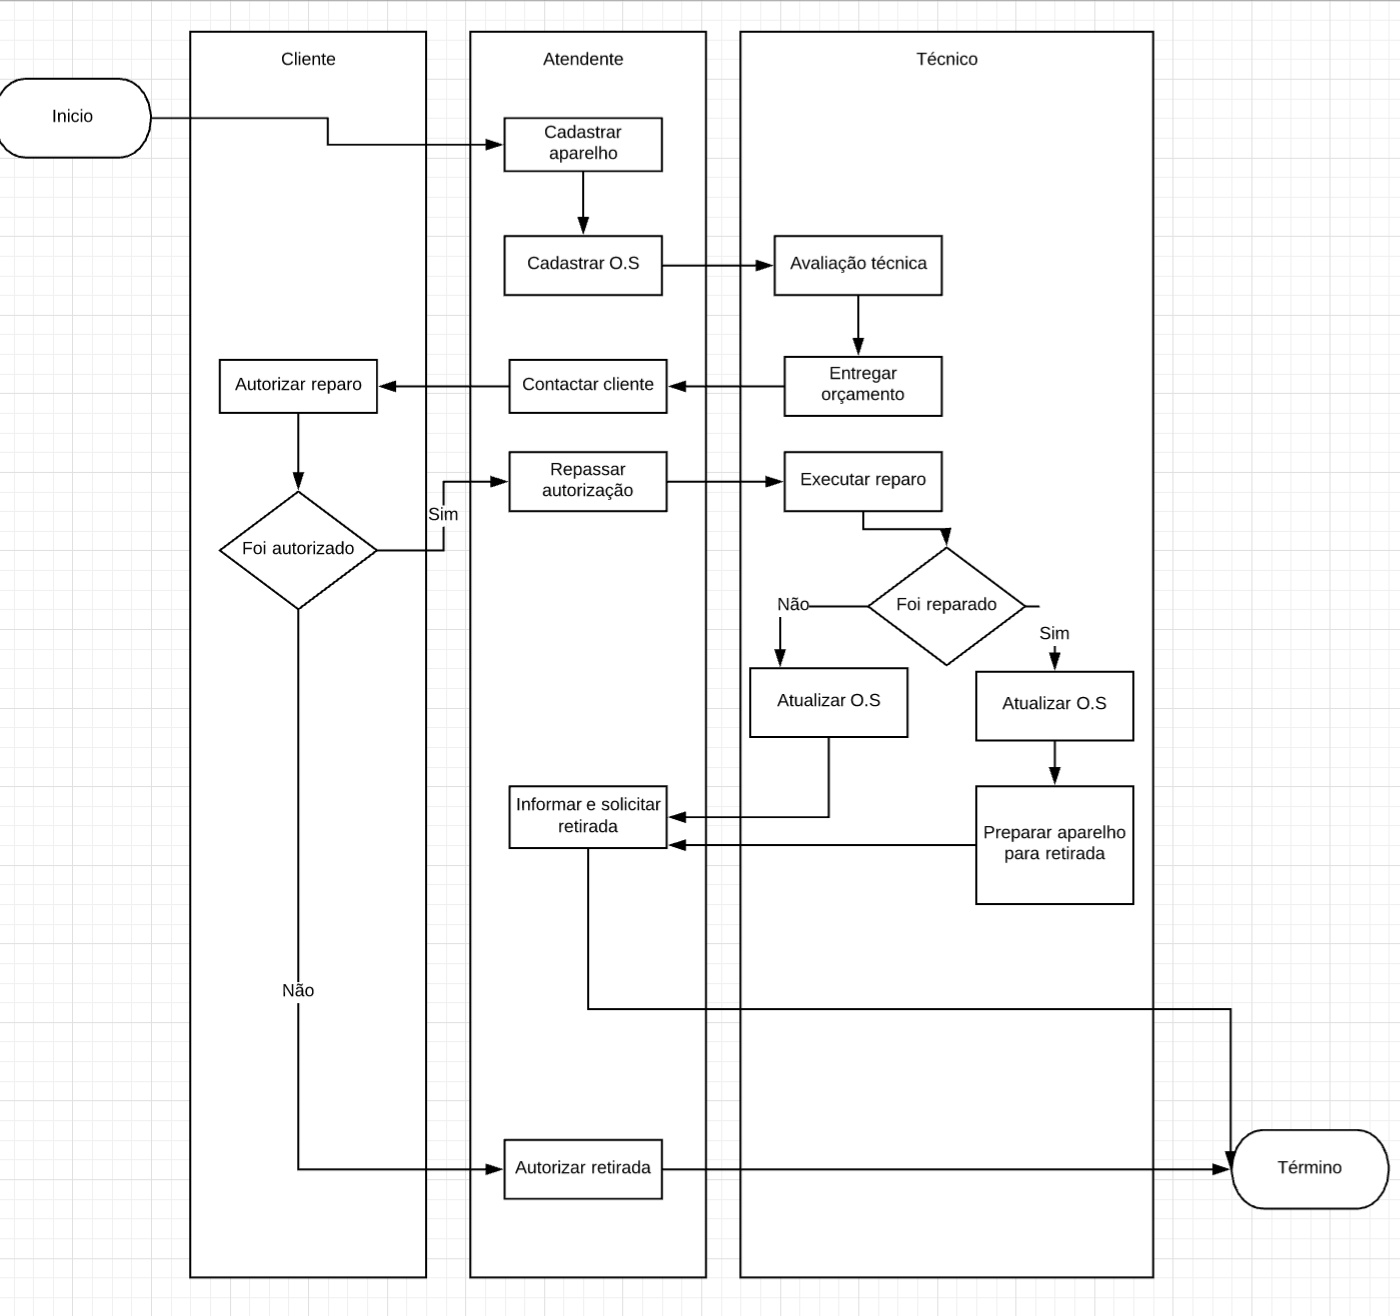 Cliente
Atendente
Técnico
Inicio
Cadastrar
aparelho
Cadastrar O.S
Avaliação técnica
Autorizar reparo
Contactar cliente
Entregar
orçamento
Repassar
autorização
Executar reparo
Sim
Foi autorizado
Não
Foi reparado
Sim
Atualizar O.S
Atualizar O.S
Informar e solicitar
retirada
Preparar aparelho
para retirada
Não
Autorizar retirada
Término